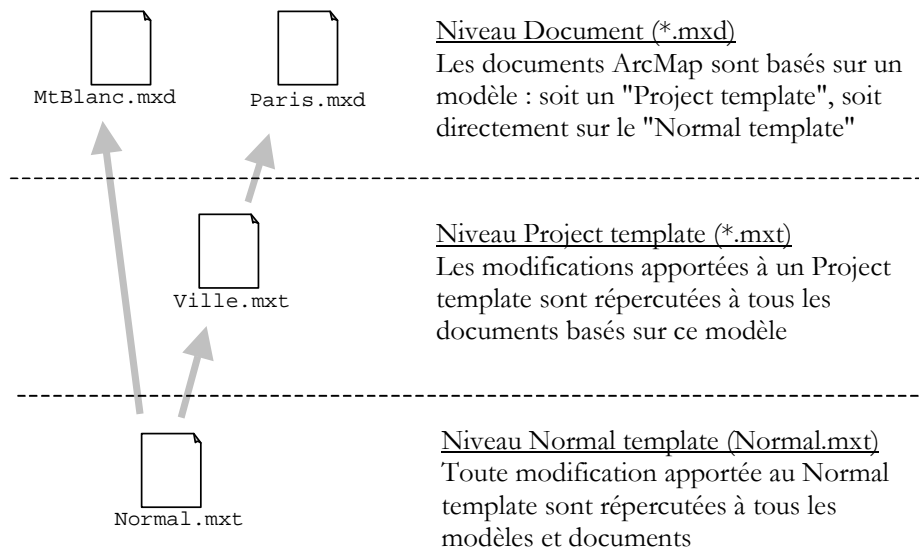 MtBlanc.mxd
Paris.mxd
Niveau Document (*.mxd)
Les documents ArcMap sont basés sur un
modèle : soit un "Project template", soit
directement sur le "Normal template"
Ville.mxt
Niveau Project template (*.mxt)
Les modifications apportées à un Project
template sont répercutées à tous les
documents basés sur ce modèle
Normal.mxt
Niveau Normal template (Normal.mxt)
Toute modification apportée au Normal
template sont répercutées à tous les
modèles et documents